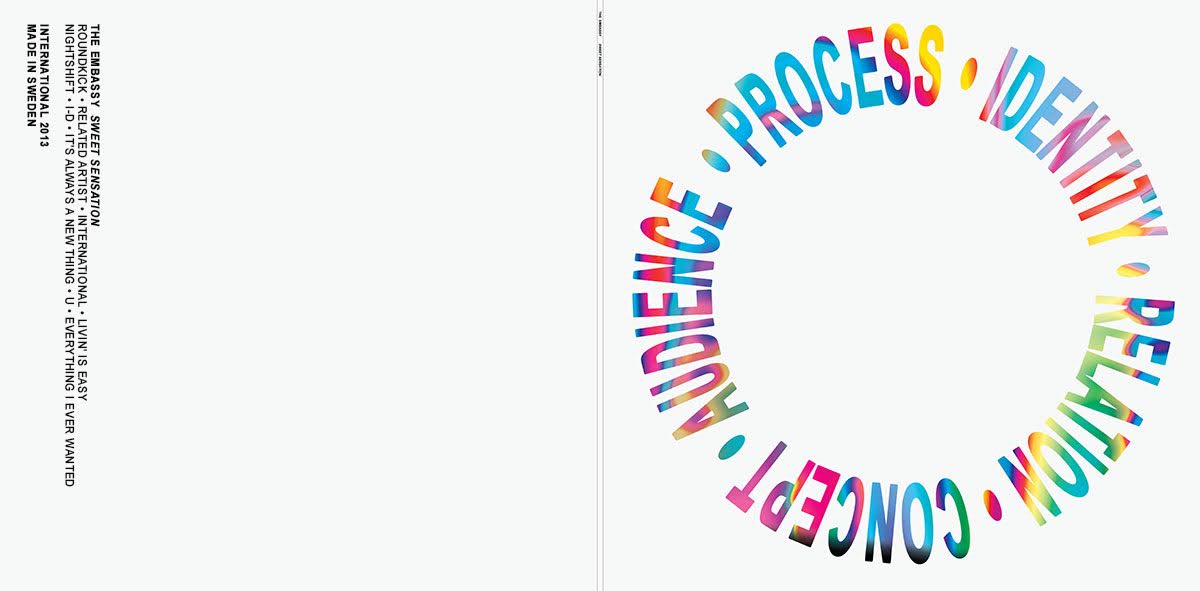 THE EMBASSY SWEET SENSATION
ROUNDKICK • RELATED ARTIST • INTERNATIONAL • LIVIN' IS EASY
NIGHTSHIFT • I-D • IT'S ALWAYS A NEW THING • U • EVERYTHING I EVER WANTED
INTERNATIONAL 2013
MADE IN SWEDEN
THE EMBASSY SWEET SENSATION
PROCESS • IDENTITY • RELATION • CONCEPT • AUDIENCE •